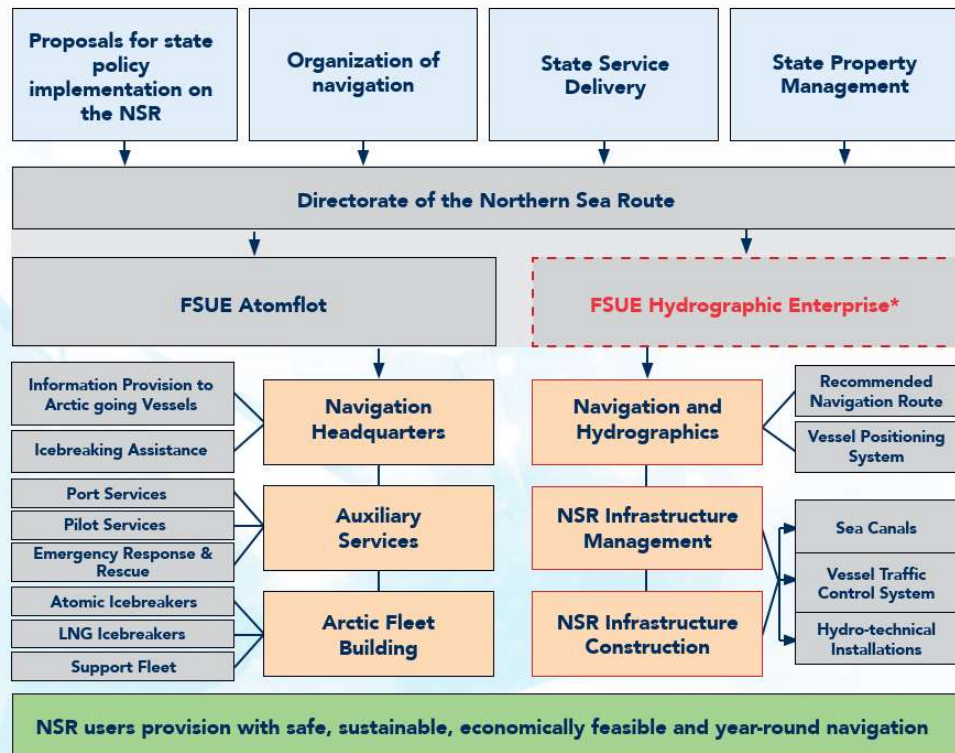 Proposals for state
policy
implementation on
the NSR
Organization of
navigation
State Service
Delivery
State Property
Management
Directorate of the Northern Sea Route
FSUE Atomflot
FSUE Hydrographic Enterprise*
Information Provision to
Arctic going Vessels
Icebreaking Assistance
Navigation
Headquarters
Navigation and
Hydrographics
Recommended
Navigation Route
Vessel Positioning
System
Port Services
Pilot Services
Emergency Response &
Rescue
Auxiliary
Services
NSR Infrastructure
Management
Sea Canals
Vessel Traffic
Control System
Hydro-technical
Installations
Atomic Icebreakers
LNG Icebreakers
Support Fleet
Arctic Fleet
Building
NSR Infrastructure
Construction
NSR users provision with safe, sustainable, economically feasible and year-round navigation